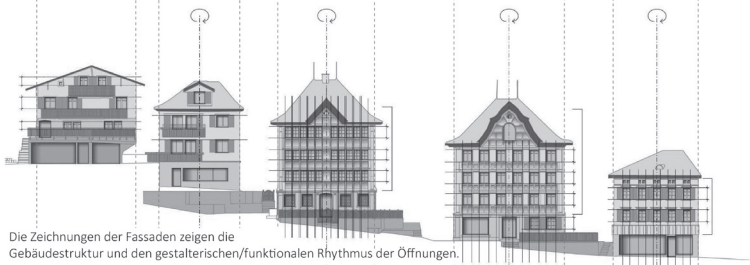 Die Zeichnungen der Fassaden zeigen die
Gebäudestruktur und den gestalterischen/funktionalen Rhythmus der Öffnungen.